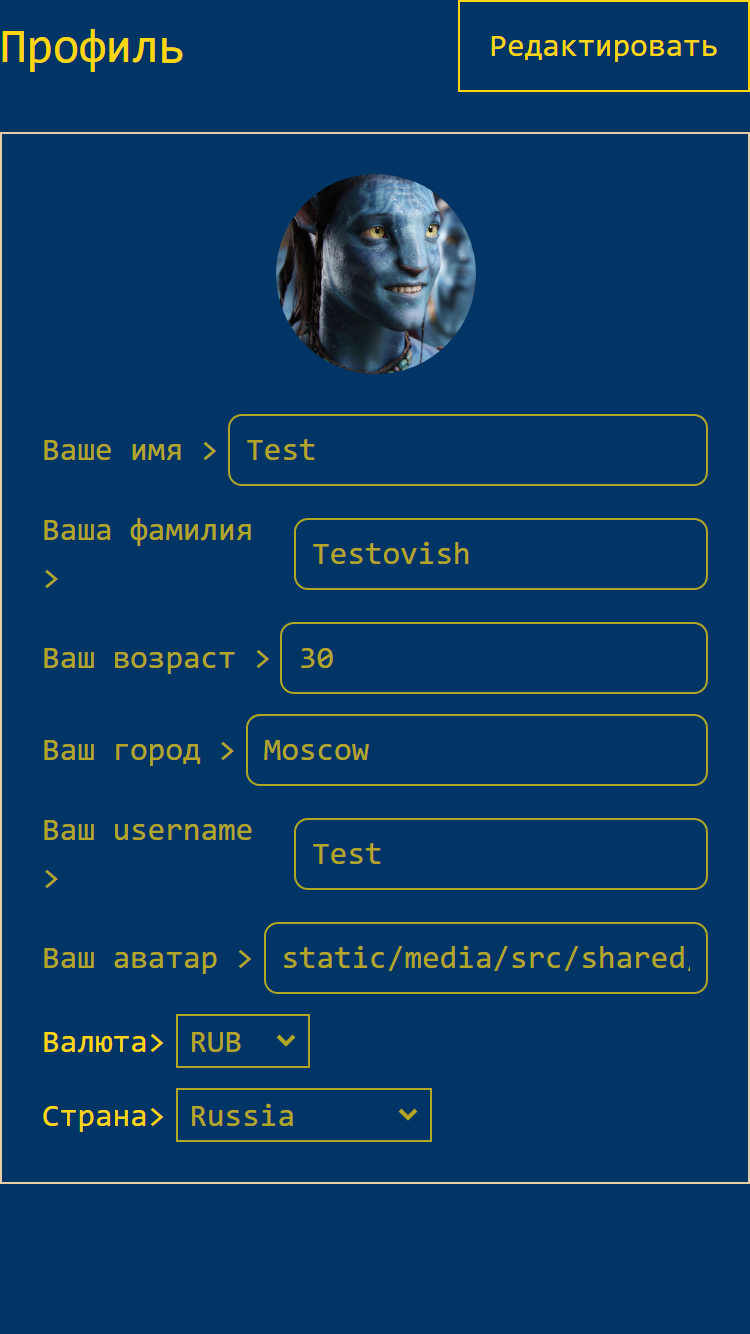 Профиль
Редактировать
Ваше имя > Test
Ваша фамилия
> Testovish
Ваш возраст > 30
Ваш город > Moscow
Ваш username
> Test
Ваш аватар > static/media/src/shared/
Валюта> RUB
Страна> Russia